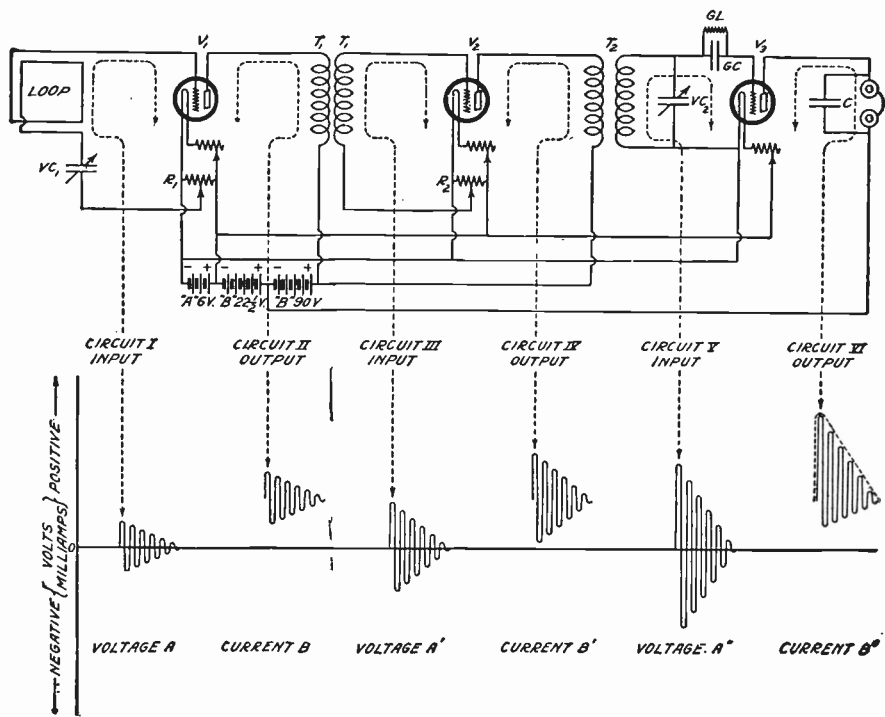 GL
V1 T1 T1 V2 T2 V3
GC
LOOP
VC2 C
VC1 R1 R2
- + - + - +
"A" 6V. "B" 22½V. "B" 90V
CIRCUIT I INPUT
CIRCUIT II OUTPUT
CIRCUIT III INPUT
CIRCUIT IV OUTPUT
CIRCUIT V INPUT
CIRCUIT VI OUTPUT
NEGATIVE { VOLTS MILLIAMPS } POSITIVE
0
VOLTAGE A
CURRENT B
VOLTAGE A'
CURRENT B'
VOLTAGE. A"
CURRENT B"